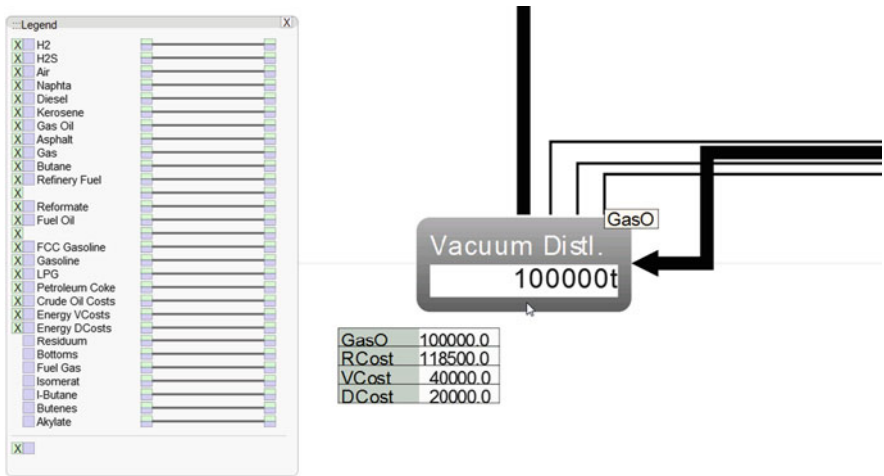 :::Legend X
X H2
X H2S
X Air
X Naphta
X Diesel
X Kerosene
X Gas Oil
X Asphalt
X Gas
X Butane
X Refinery Fuel
X
X Reformate
X Fuel Oil
X
X FCC Gasoline
X Gasoline
X LPG
X Petroleum Coke
X Crude Oil Costs
X Energy VCosts
X Energy DCosts
Residuum
Bottoms
Fuel Gas
Isomerat
I-Butane
Butenes
Akylate
X
GasO
Vacuum Distl.
100000t
GasO 100000.0
RCost 118500.0
VCost 40000.0
DCost 20000.0